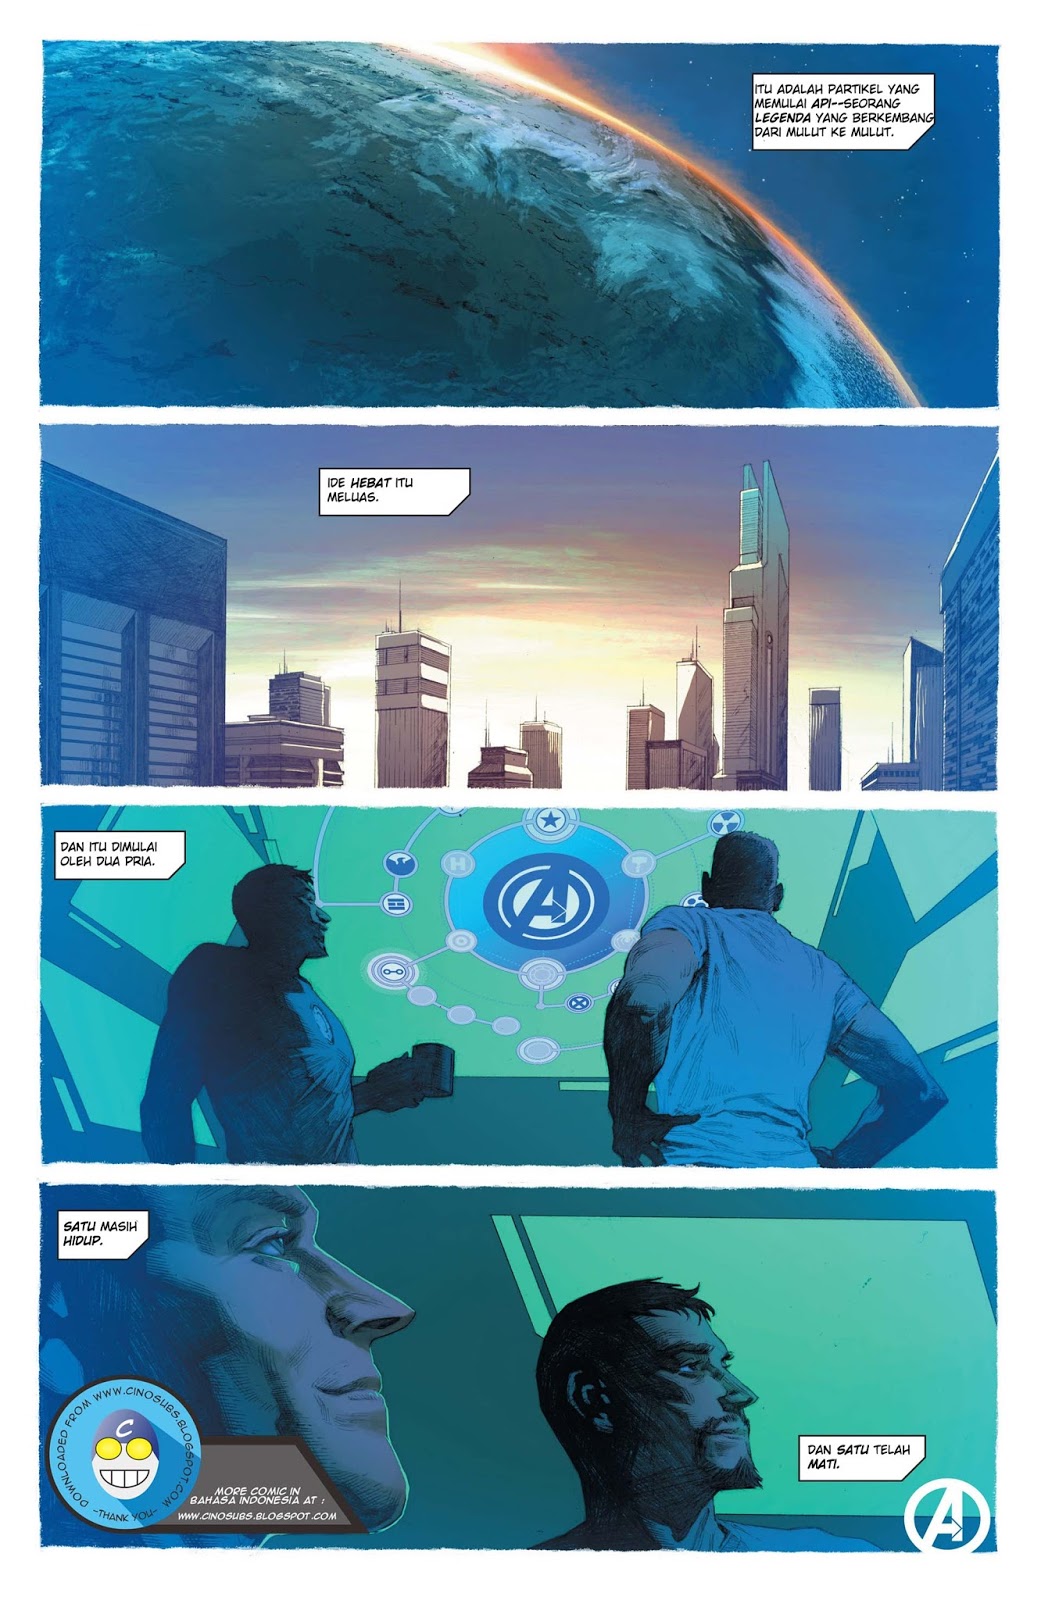 ITU ADALAH PARTIKEL YANG
MEMULAI API--SEORANG
LEGENDA YANG BERKEMBANG
DARI MULUT KE MULUT.
IDE HEBAT ITU
MELUAS.
DAN ITU DIMULAI
OLEH DUA PRIA.
H
A
SATU MASIH
HIDUP.
DAN SATU TELAH
MATI.
DOWNLOADED FROM WWW.CINOSUBS.BLOGSPOT.COM
C
-THANK YOU-
MORE COMIC IN
BAHASA INDONESIA AT :
WWW.CINOSUBS.BLOGSPOT.COM
A